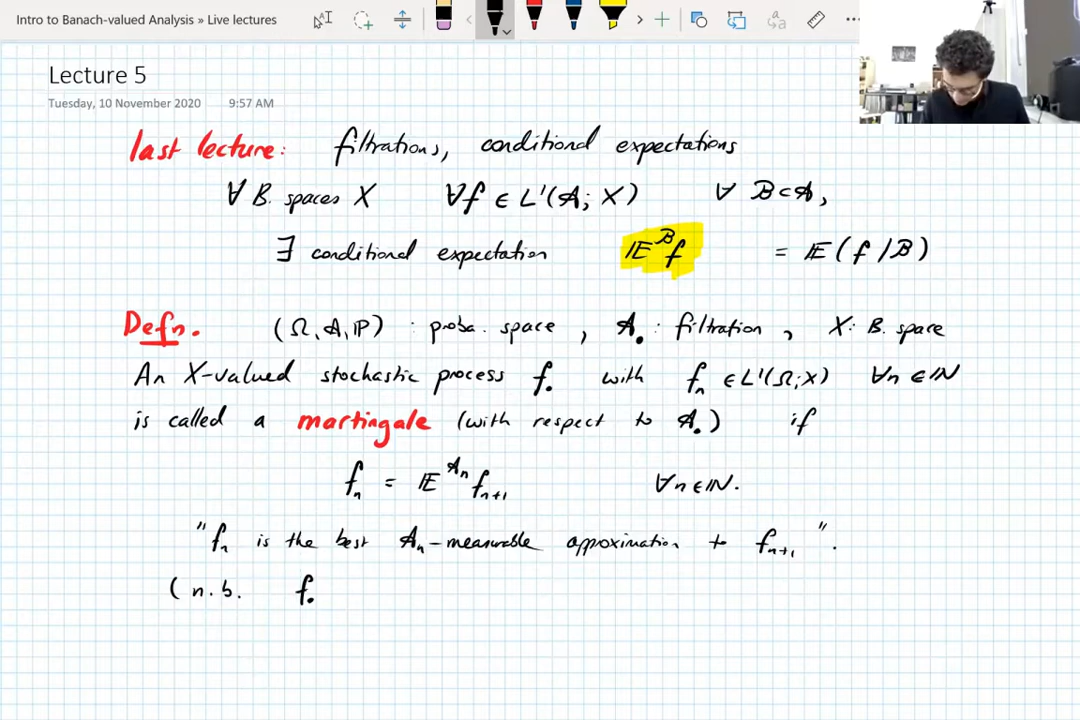 Intro to Banach-valued Analysis » Live lectures
Lecture 5
Tuesday, 10 November 2020 9:57 AM
last lecture: filtrations, conditional expectations
∀ B. spaces X ∀f ∈ L¹(𝒜; X) ∀ ℬ⊂𝒜,
∃ conditional expectation 𝔼^ℬ f = 𝔼(f/ℬ)
Defn. (Ω, 𝒜, ℙ) : proba. space, 𝒜• : filtration, X: B. space
An X-valued stochastic process f• with fₙ ∈ L¹(Ω; X) ∀n ∈ ℕ
is called a martingale (with respect to 𝒜•) if
fₙ = 𝔼^𝒜ₙ fₙ₊₁ ∀n∈ℕ.
"fₙ is the best 𝒜ₙ-measurable approximation to fₙ₊₁".
(n.b. f•